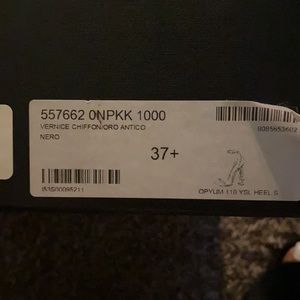 557662 0NPKK 1000
VERNICE CHIFFON/ORO ANTICO
NERO
37+
OPYUM 110 YSL HEEL S